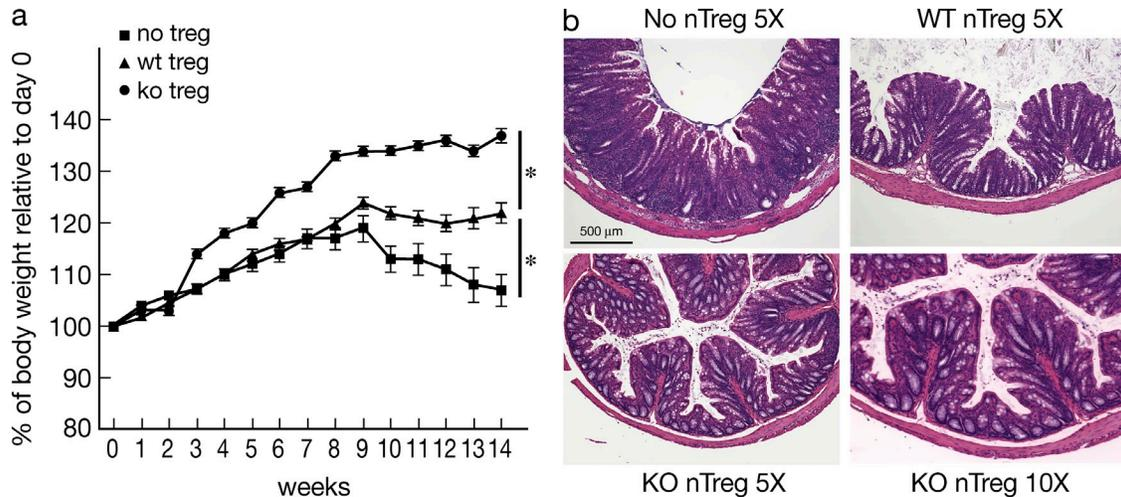 a
no treg
wt treg
ko treg
% of body weight relative to day 0
140
130
120
110
100
90
80
0 1 2 3 4 5 6 7 8 9 10 11 12 13 14
weeks
*
*
b
No nTreg 5X
WT nTreg 5X
500 μm
KO nTreg 5X
KO nTreg 10X